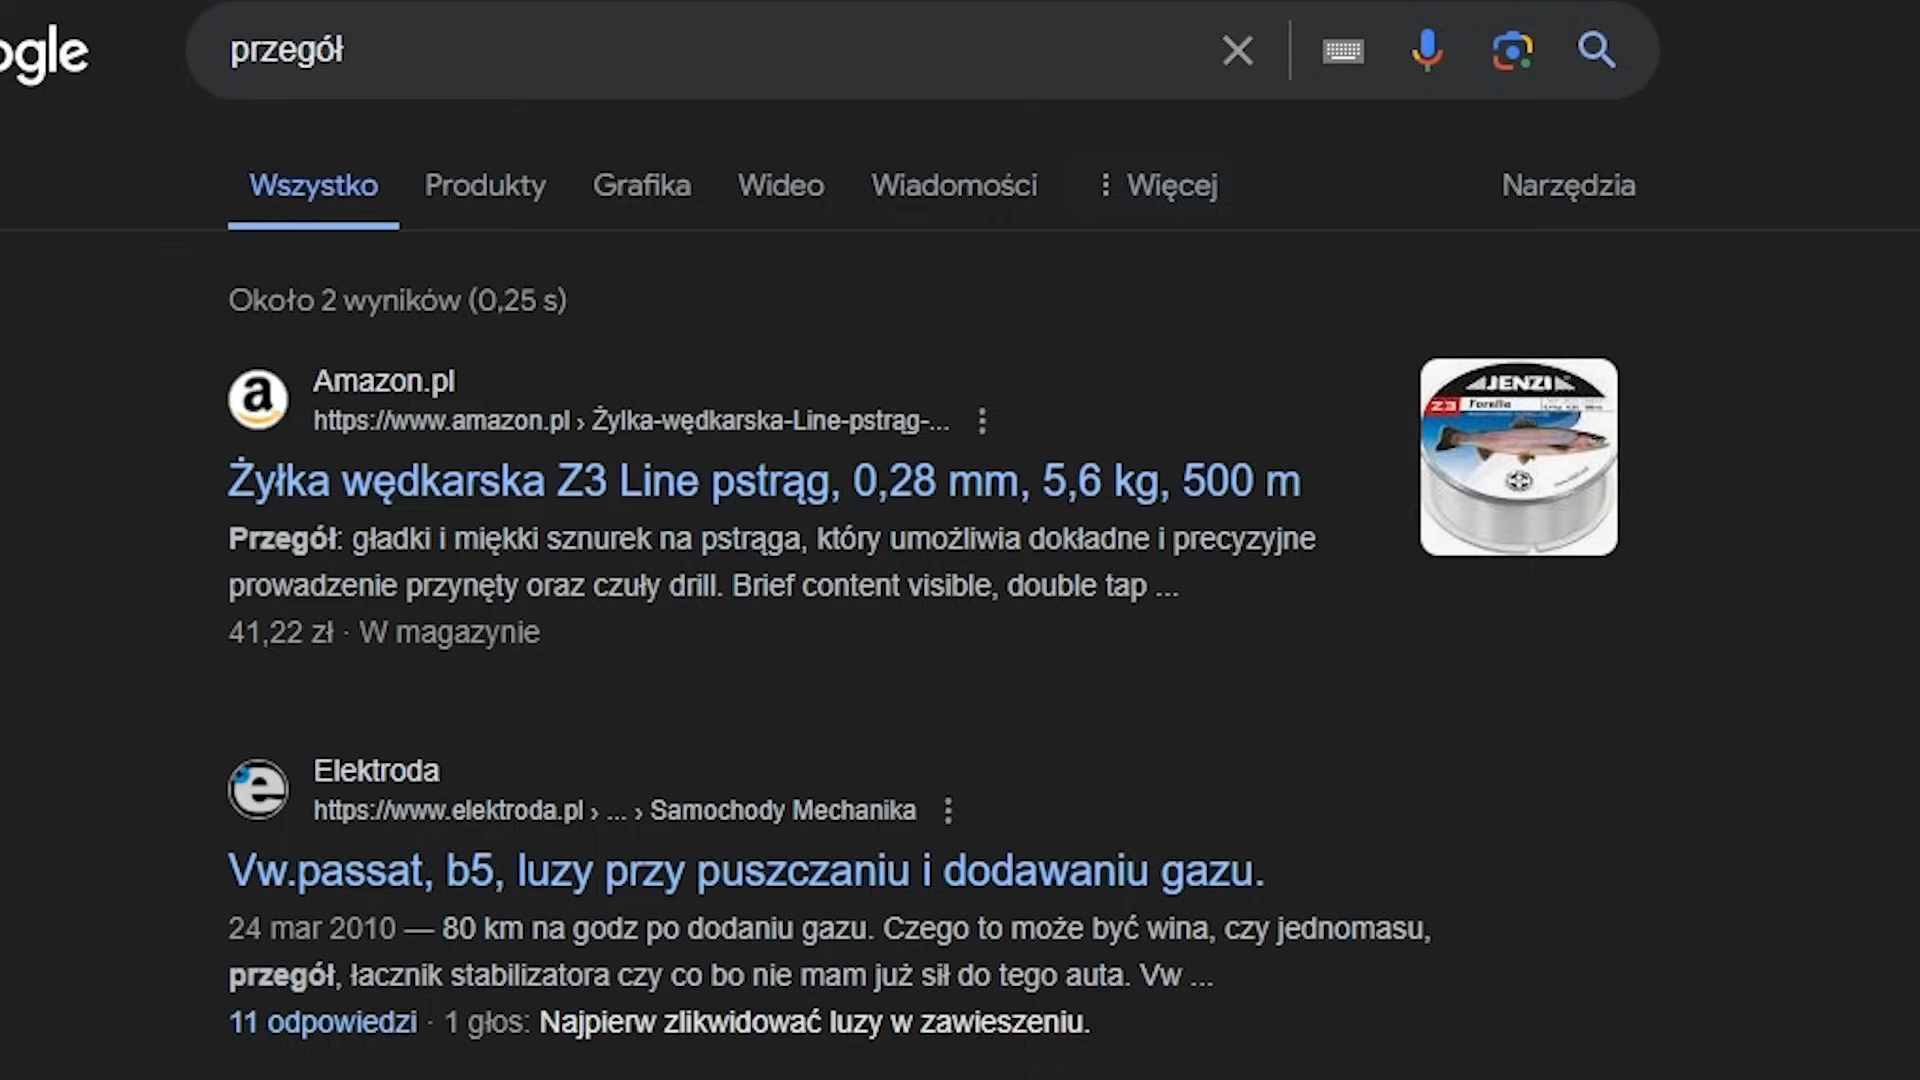 ogle
przegół
Wszystko Produkty Grafika Wideo Wiadomości Więcej Narzędzia
Około 2 wyników (0,25 s)
Amazon.pl
https://www.amazon.pl › Żylka-wędkarska-Line-pstrąg-...
Żyłka wędkarska Z3 Line pstrąg, 0,28 mm, 5,6 kg, 500 m
Przegół: gładki i miękki sznurek na pstrąga, który umożliwia dokładne i precyzyjne
prowadzenie przynęty oraz czuły drill. Brief content visible, double tap ...
41,22 zł · W magazynie
JENZI
Z3 Forelle
Elektroda
https://www.elektroda.pl › ... › Samochody Mechanika
Vw.passat, b5, luzy przy puszczaniu i dodawaniu gazu.
24 mar 2010 — 80 km na godz po dodaniu gazu. Czego to może być wina, czy jednomasu,
przegół, łacznik stabilizatora czy co bo nie mam już sił do tego auta. Vw ...
11 odpowiedzi · 1 głos: Najpierw zlikwidować luzy w zawieszeniu.